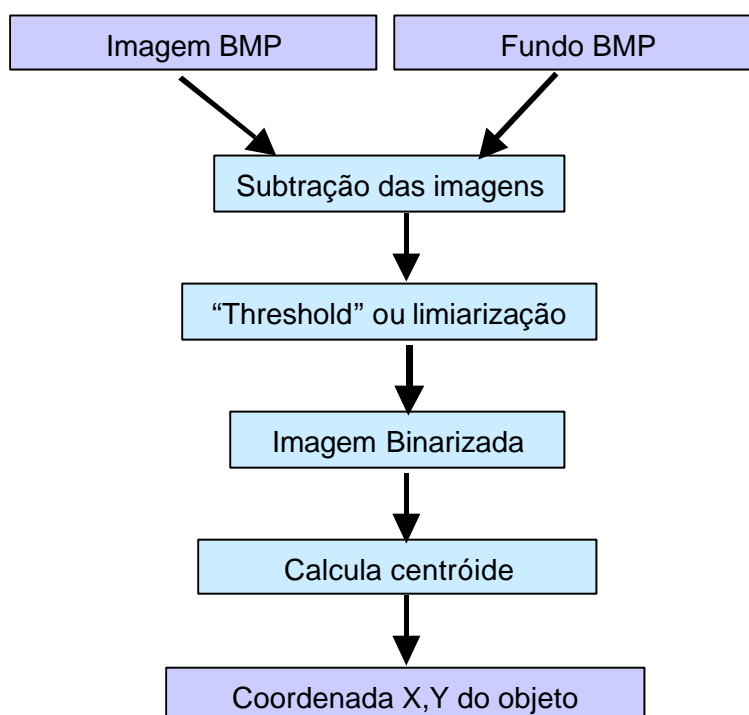 Imagem BMP
Fundo BMP
Subtração das imagens
“Threshold” ou limiarização
Imagem Binarizada
Calcula centróide
Coordenada X,Y do objeto